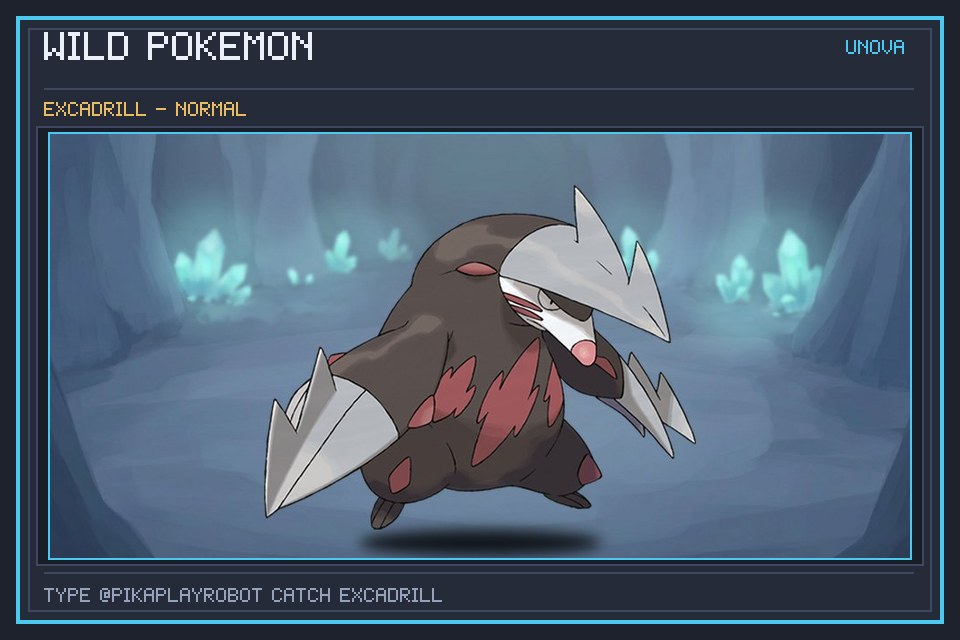 WILD POKEMON
UNOVA
EXCADRILL - NORMAL
TYPE @PIKAPLAYROBOT CATCH EXCADRILL